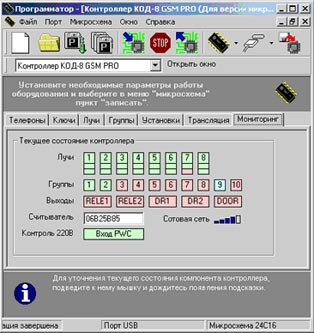 Программатор - [Контроллер КОД-8 GSM PRO (Для версии микр...
Файл Порт Микросхема Окно Справка
STOP
Контроллер КОД-8 GSM PRO Открыть окно
Установите необходимые параметры работы
оборудования и выберите в меню "микросхема"
пункт "записать".
Телефоны Ключи Лучи Группы Установки Трансляция Мониторинг
Текущее состояние контроллера
Лучи 1 2 3 4 5 6 7 8
Группы 1 2 3 4 5 6 7 8 9 10
Выходы RELE1 RELE2 DR1 DR2 DOOR
Считыватель 06B25B85 Сотовая сеть
Контроль 220В Вход PWC
Для уточнения текущего состояния компонента контроллера,
подведите к нему мышку и дождитесь появления подсказки.
ация завершена Порт USB Микросхема 24C16